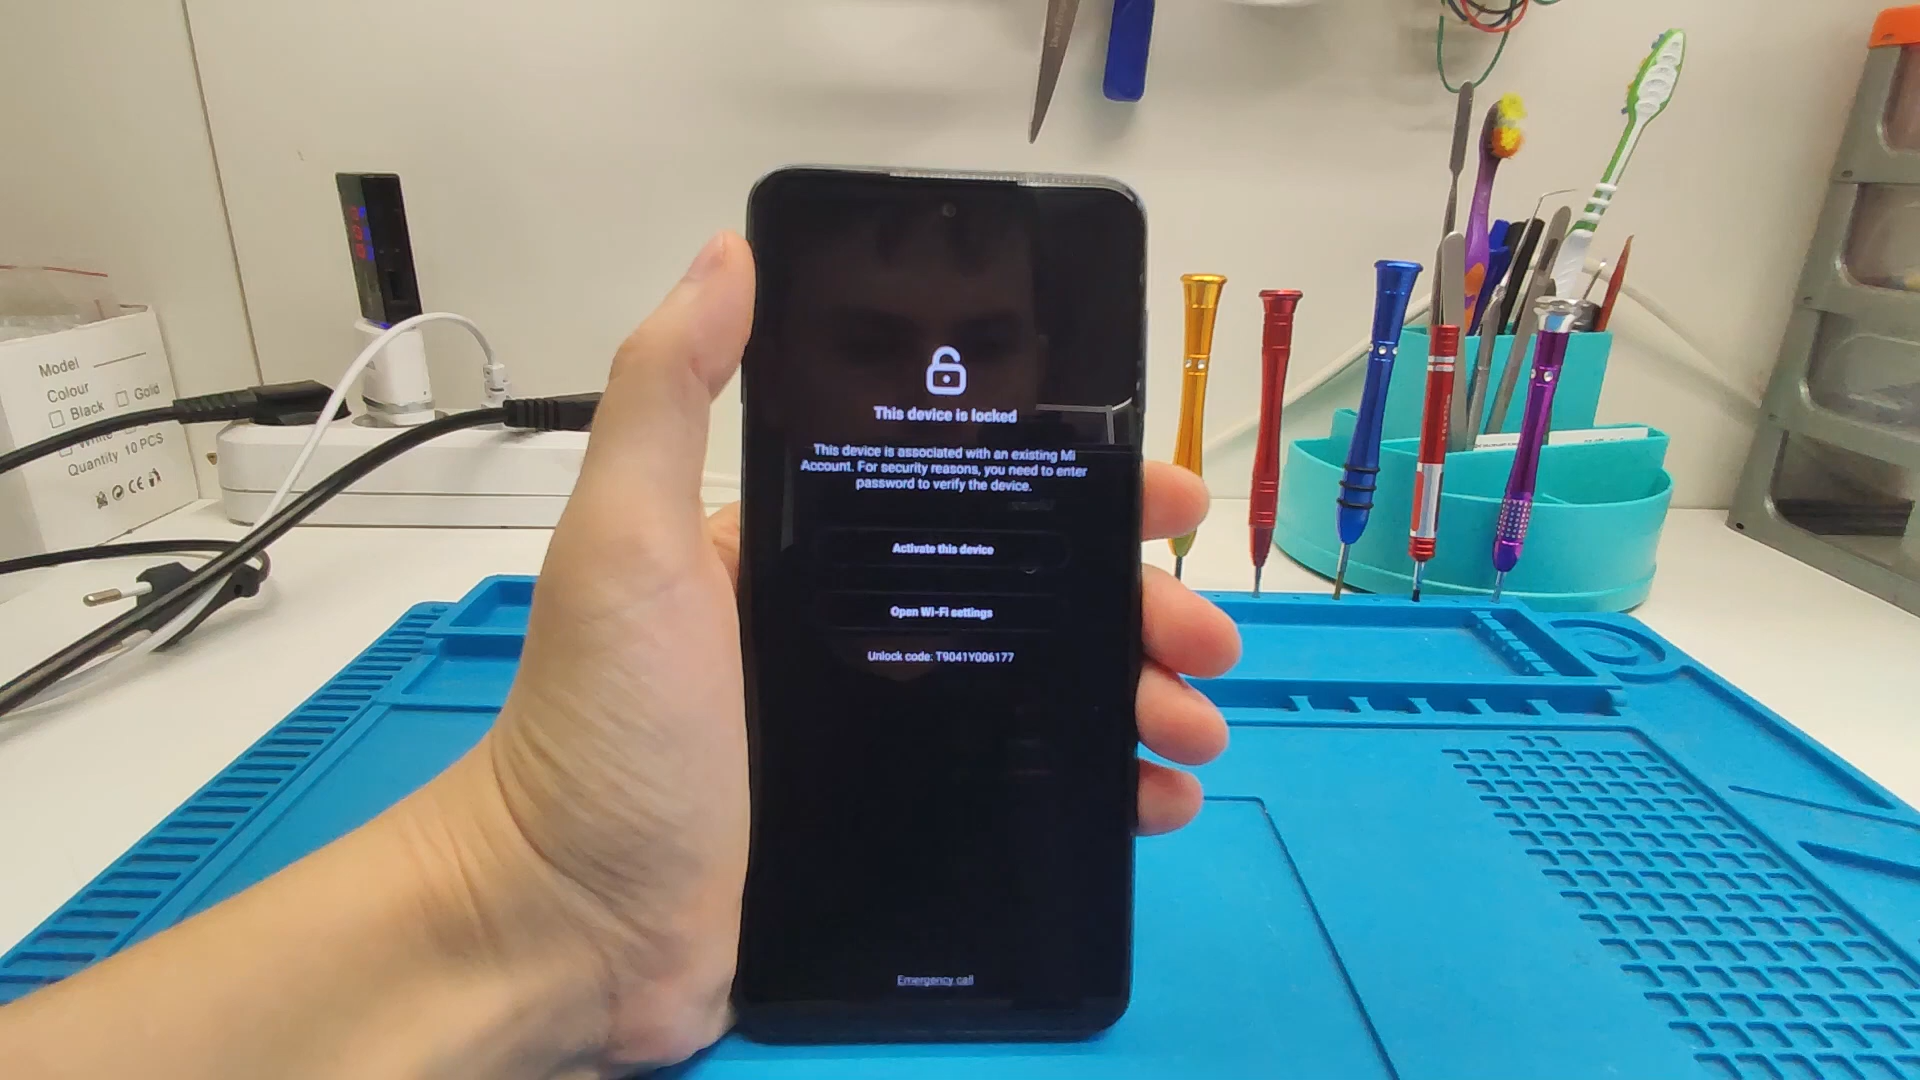 This device is locked
This device is associated with an existing Mi
Account. For security reasons, you need to enter
password to verify the device.
Activate this device
Open Wi-Fi settings
Unlock code: T9041Y006177
Emergency call
Model
Colour
Black
Gold
White
Quantity 10 PCS